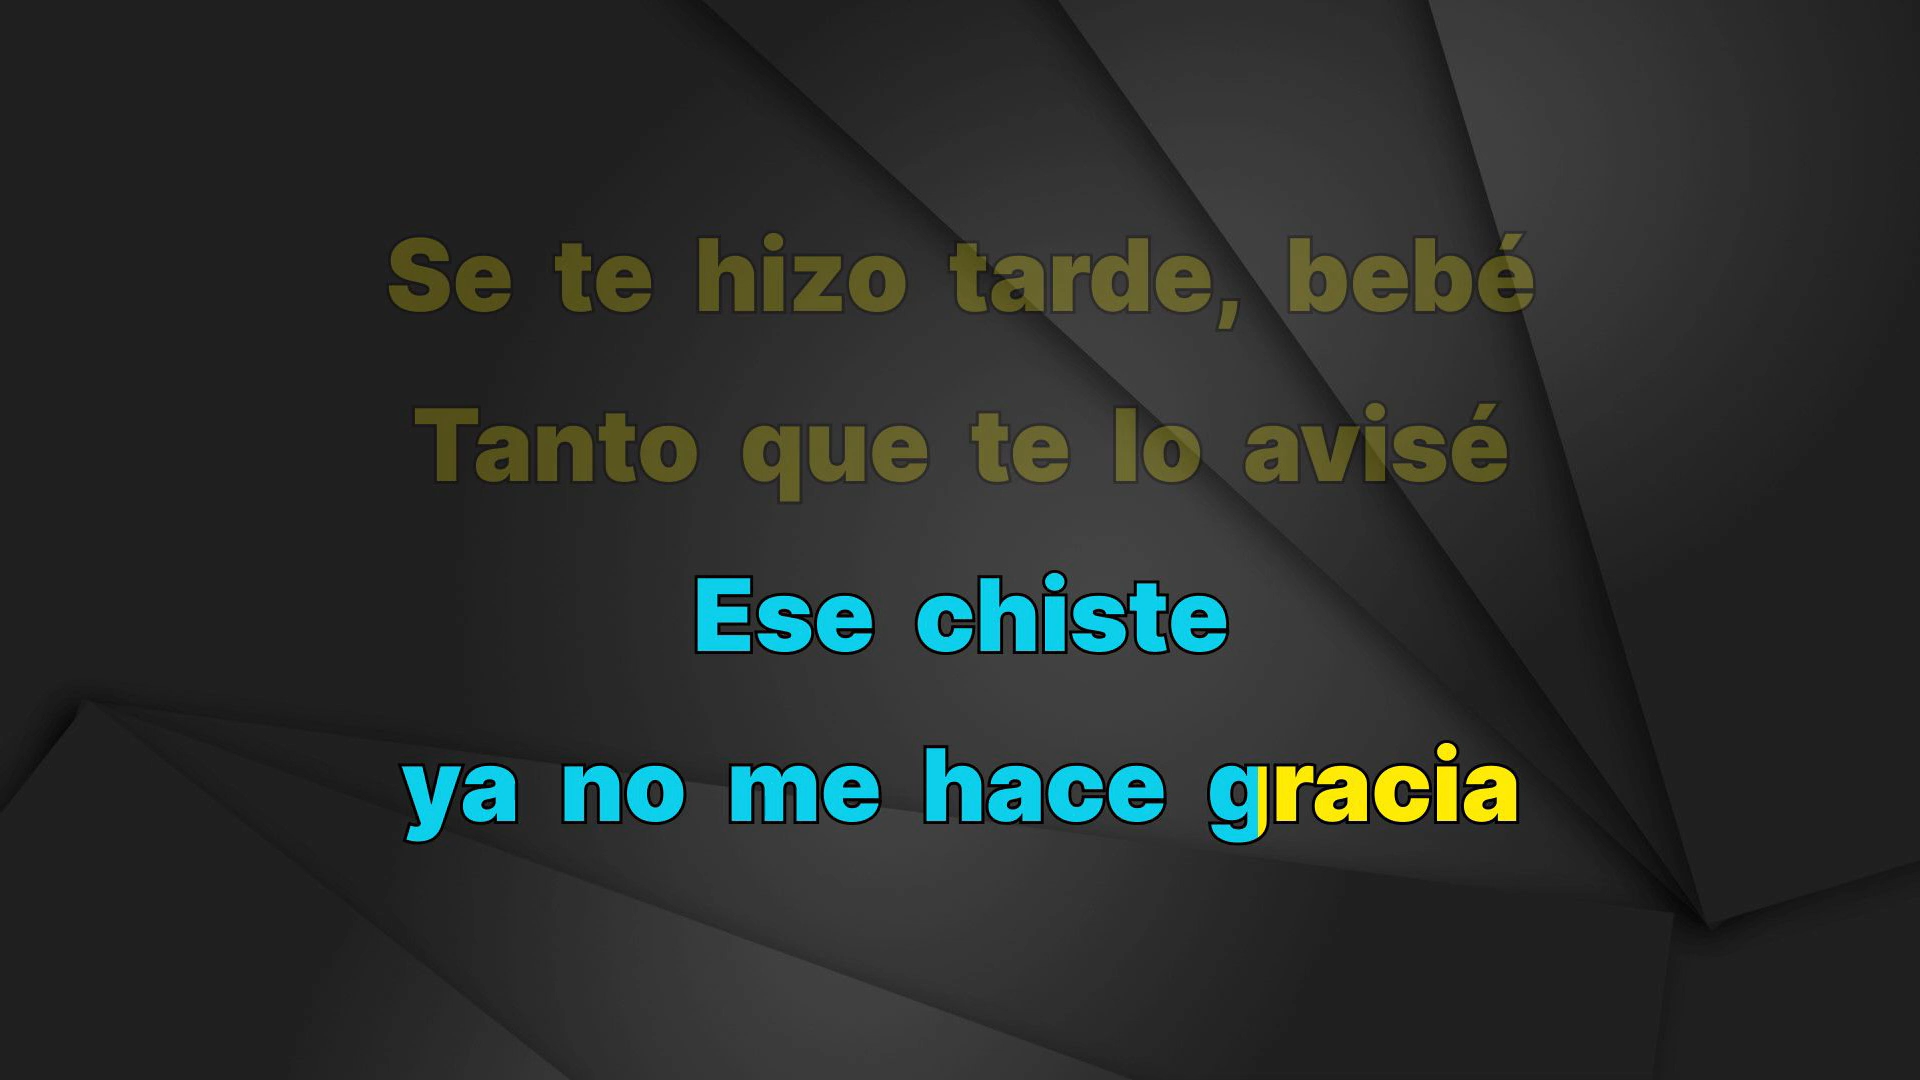 Se te hizo tarde, bebé
Tanto que te lo avisé
Ese chiste
ya no me hace gracia